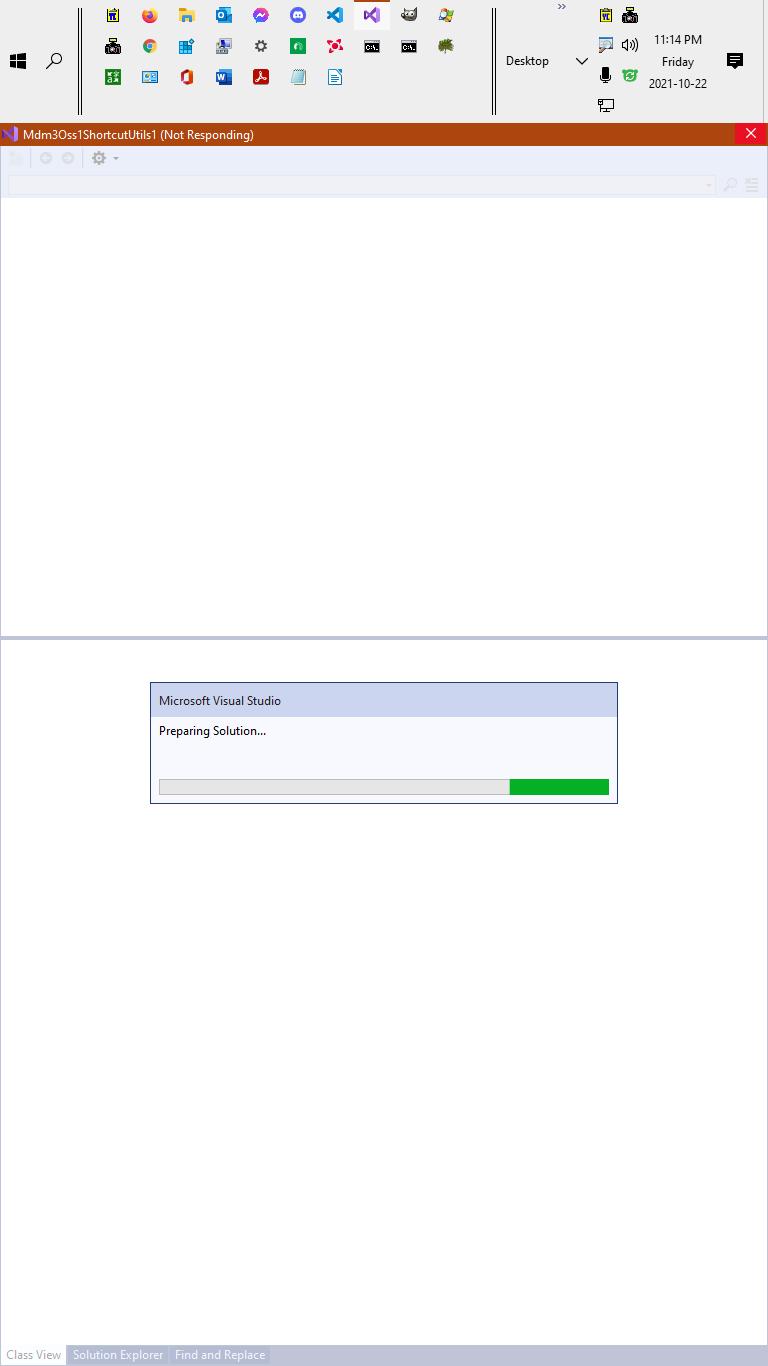 11:14 PM
Desktop
Friday
2021-10-22
Mdm3Oss1ShortcutUtils1 (Not Responding)
Microsoft Visual Studio
Preparing Solution...
Class View Solution Explorer Find and Replace